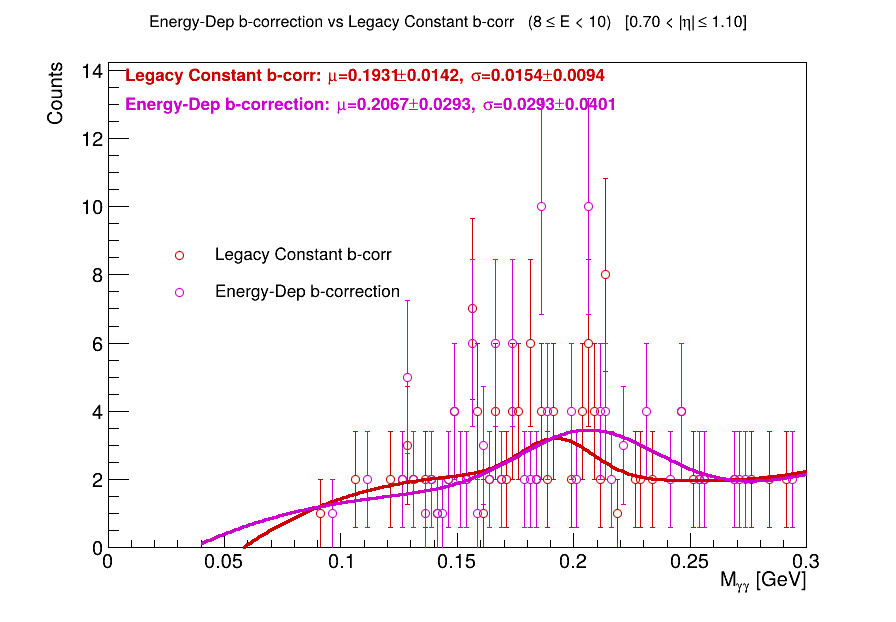 Energy-Dep b-correction vs Legacy Constant b-corr (8 ≤ E < 10) [0.70 < |η| ≤ 1.10]
Counts
14
12
10
8
6
4
2
0
Legacy Constant b-corr: μ=0.1931±0.0142, σ=0.0154±0.0094
Energy-Dep b-correction: μ=0.2067±0.0293, σ=0.0293±0.0401
Legacy Constant b-corr
Energy-Dep b-correction
0 0.05 0.1 0.15 0.2 0.25 0.3
M_γγ [GeV]